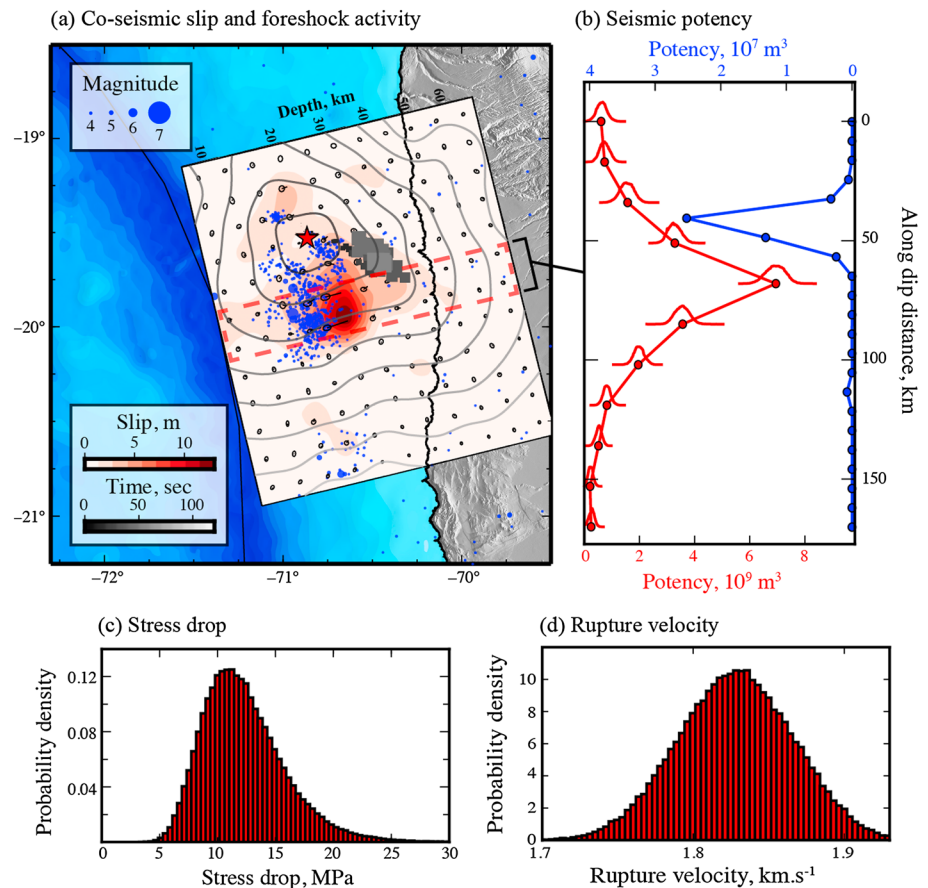 (a) Co-seismic slip and foreshock activity
(b) Seismic potency
Magnitude
4 5 6 7
Depth, km
10 20 30 40 50 60
−19°
−20°
−21°
−72° −71° −70°
Slip, m
0 5 10
Time, sec
0 50 100
Potency, 10⁷ m³
4 3 2 1 0
0
50
100
150
Along dip distance, km
0 2 4 6 8
Potency, 10⁹ m³
(c) Stress drop
Probability density
0.12
0.08
0.04
0 5 10 15 20 25 30
Stress drop, MPa
(d) Rupture velocity
Probability density
10
8
6
4
2
0
1.7 1.8 1.9
Rupture velocity, km.s⁻¹